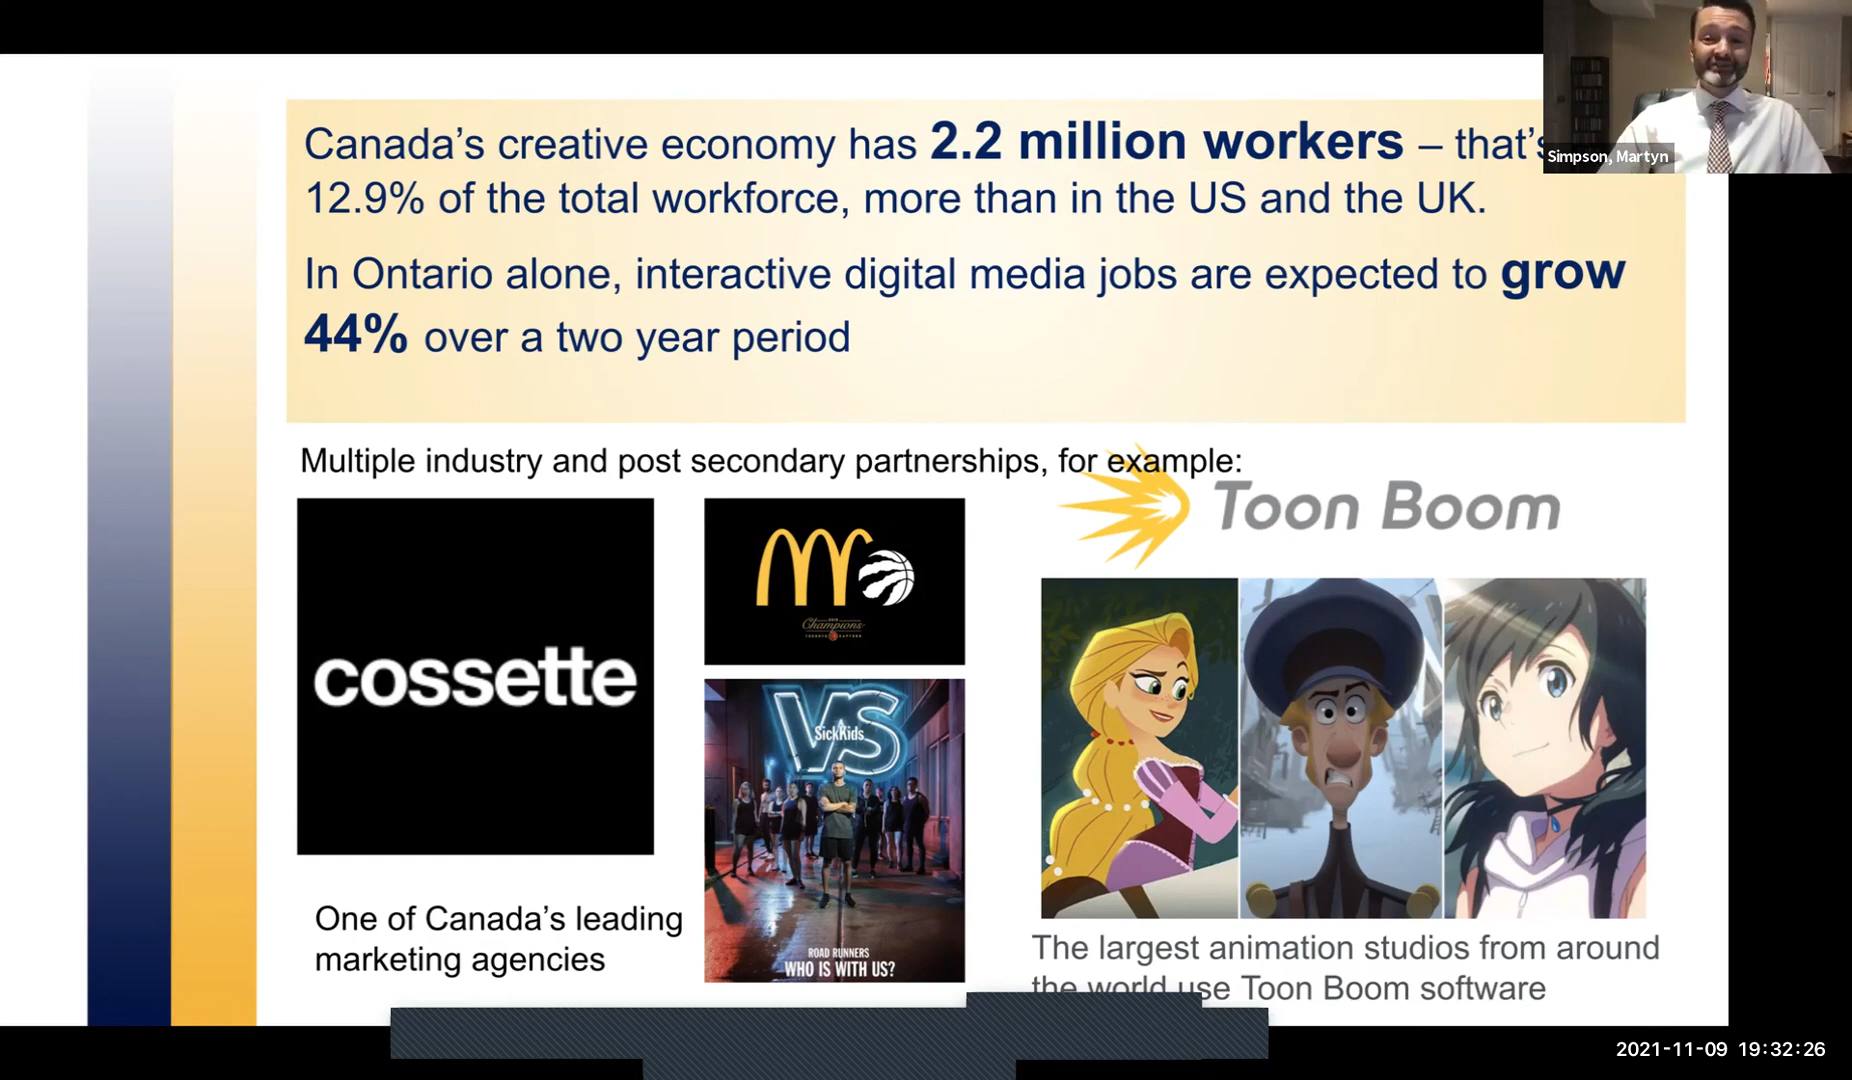 Canada’s creative economy has 2.2 million workers – that’s
12.9% of the total workforce, more than in the US and the UK.
In Ontario alone, interactive digital media jobs are expected to grow
44% over a two year period
Simpson, Martyn
Multiple industry and post secondary partnerships, for example:
cossette
One of Canada’s leading
marketing agencies
Champions
VS
SickKids
ROAD RUNNERS
WHO IS WITH US?
Toon Boom
The largest animation studios from around
the world use Toon Boom software
2021-11-09 19:32:26